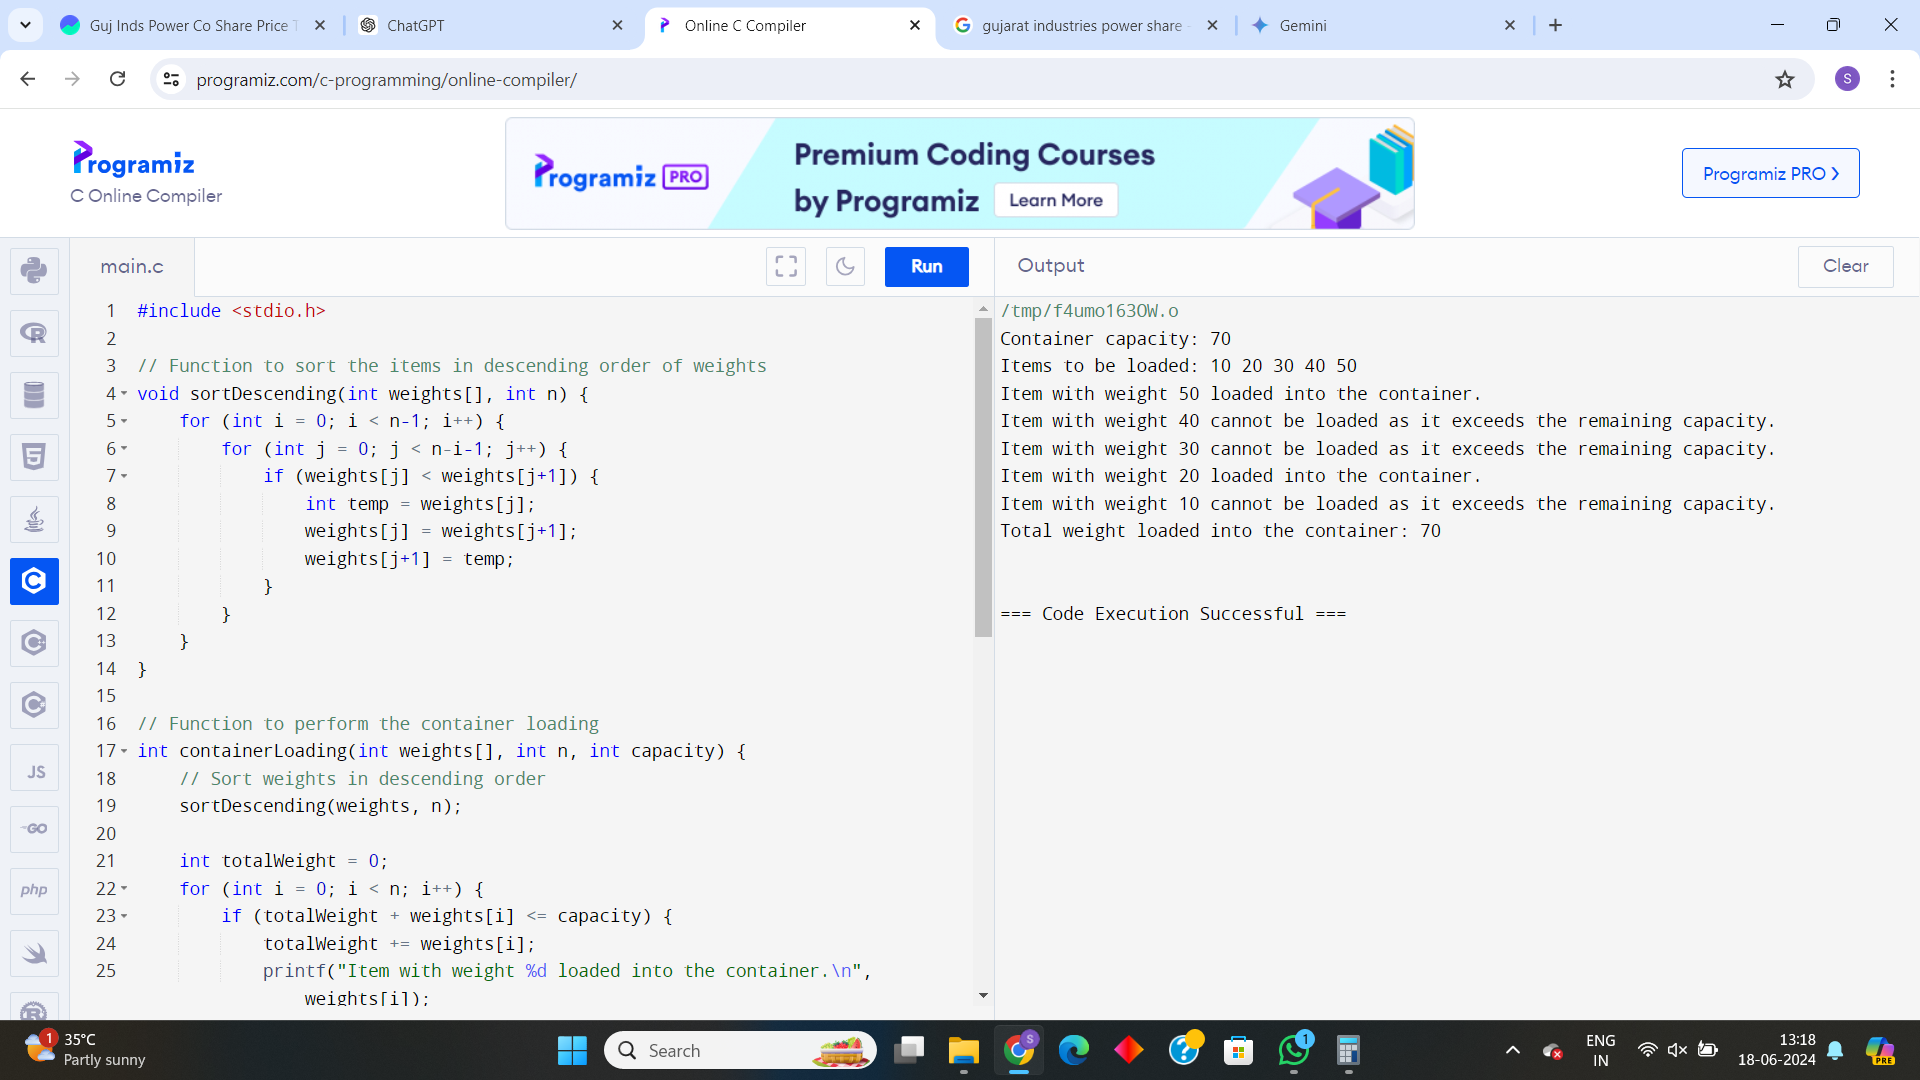 Guj Inds Power Co Share Price T
ChatGPT
Online C Compiler
gujarat industries power share -
Gemini
programiz.com/c-programming/online-compiler/
S
Programiz
C Online Compiler
Programiz PRO
Premium Coding Courses
by Programiz Learn More
Programiz PRO
main.c
Run
Output
Clear
1 #include <stdio.h>
2
3 // Function to sort the items in descending order of weights
4 void sortDescending(int weights[], int n) {
5 for (int i = 0; i < n-1; i++) {
6 for (int j = 0; j < n-i-1; j++) {
7 if (weights[j] < weights[j+1]) {
8 int temp = weights[j];
9 weights[j] = weights[j+1];
10 weights[j+1] = temp;
11 }
12 }
13 }
14 }
15
16 // Function to perform the container loading
17 int containerLoading(int weights[], int n, int capacity) {
18 // Sort weights in descending order
19 sortDescending(weights, n);
20
21 int totalWeight = 0;
22 for (int i = 0; i < n; i++) {
23 if (totalWeight + weights[i] <= capacity) {
24 totalWeight += weights[i];
25 printf("Item with weight %d loaded into the container.\n",
weights[i]);
/tmp/f4umo163OW.o
Container capacity: 70
Items to be loaded: 10 20 30 40 50
Item with weight 50 loaded into the container.
Item with weight 40 cannot be loaded as it exceeds the remaining capacity.
Item with weight 30 cannot be loaded as it exceeds the remaining capacity.
Item with weight 20 loaded into the container.
Item with weight 10 cannot be loaded as it exceeds the remaining capacity.
Total weight loaded into the container: 70
=== Code Execution Successful ===
R
5
C
C
C
JS
GO
php
R
1
35°C
Partly sunny
Search
S
1
ENG
IN
13:18
18-06-2024
PRE